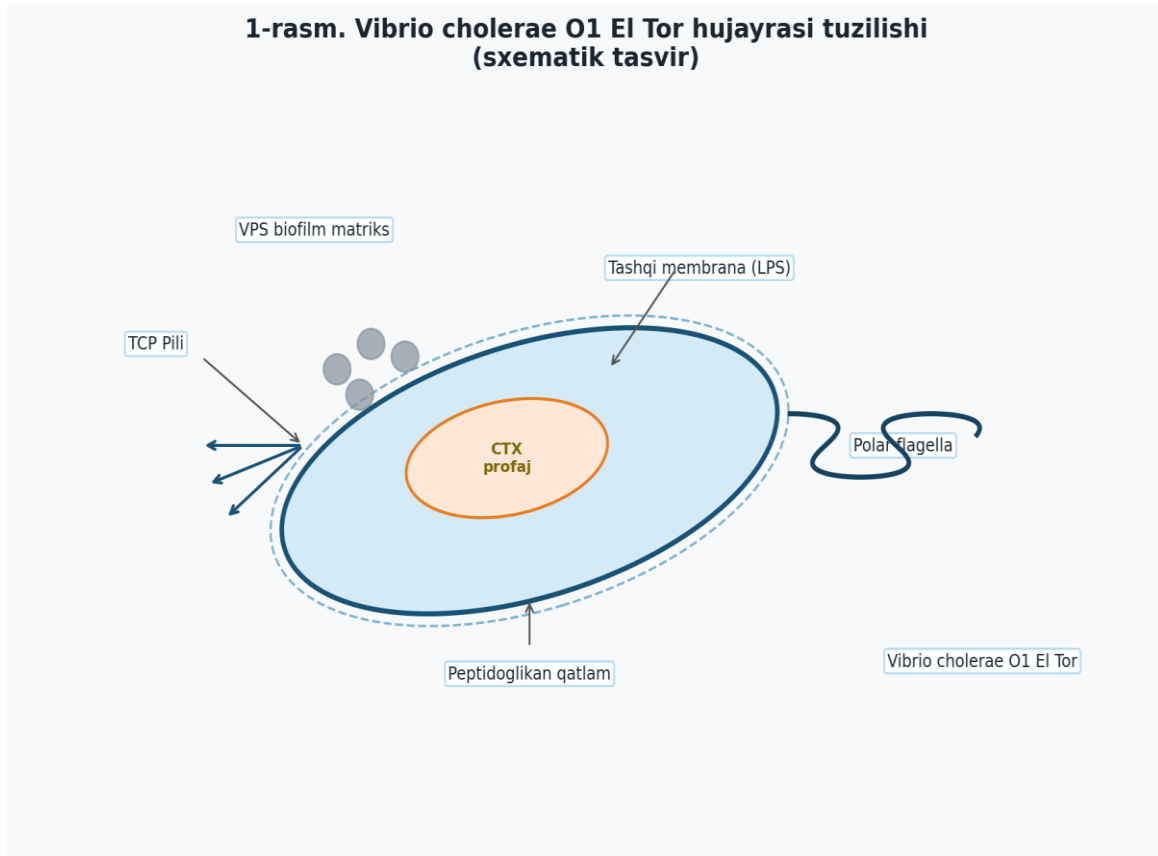 1-rasm. Vibrio cholerae O1 El Tor hujayrasi tuzilishi
(sxematik tasvir)
VPS biofilm matriks
Tashqi membrana (LPS)
TCP Pili
Polar flagella
CTX
profaj
Vibrio cholerae O1 El Tor
Peptidoglikan qatlam